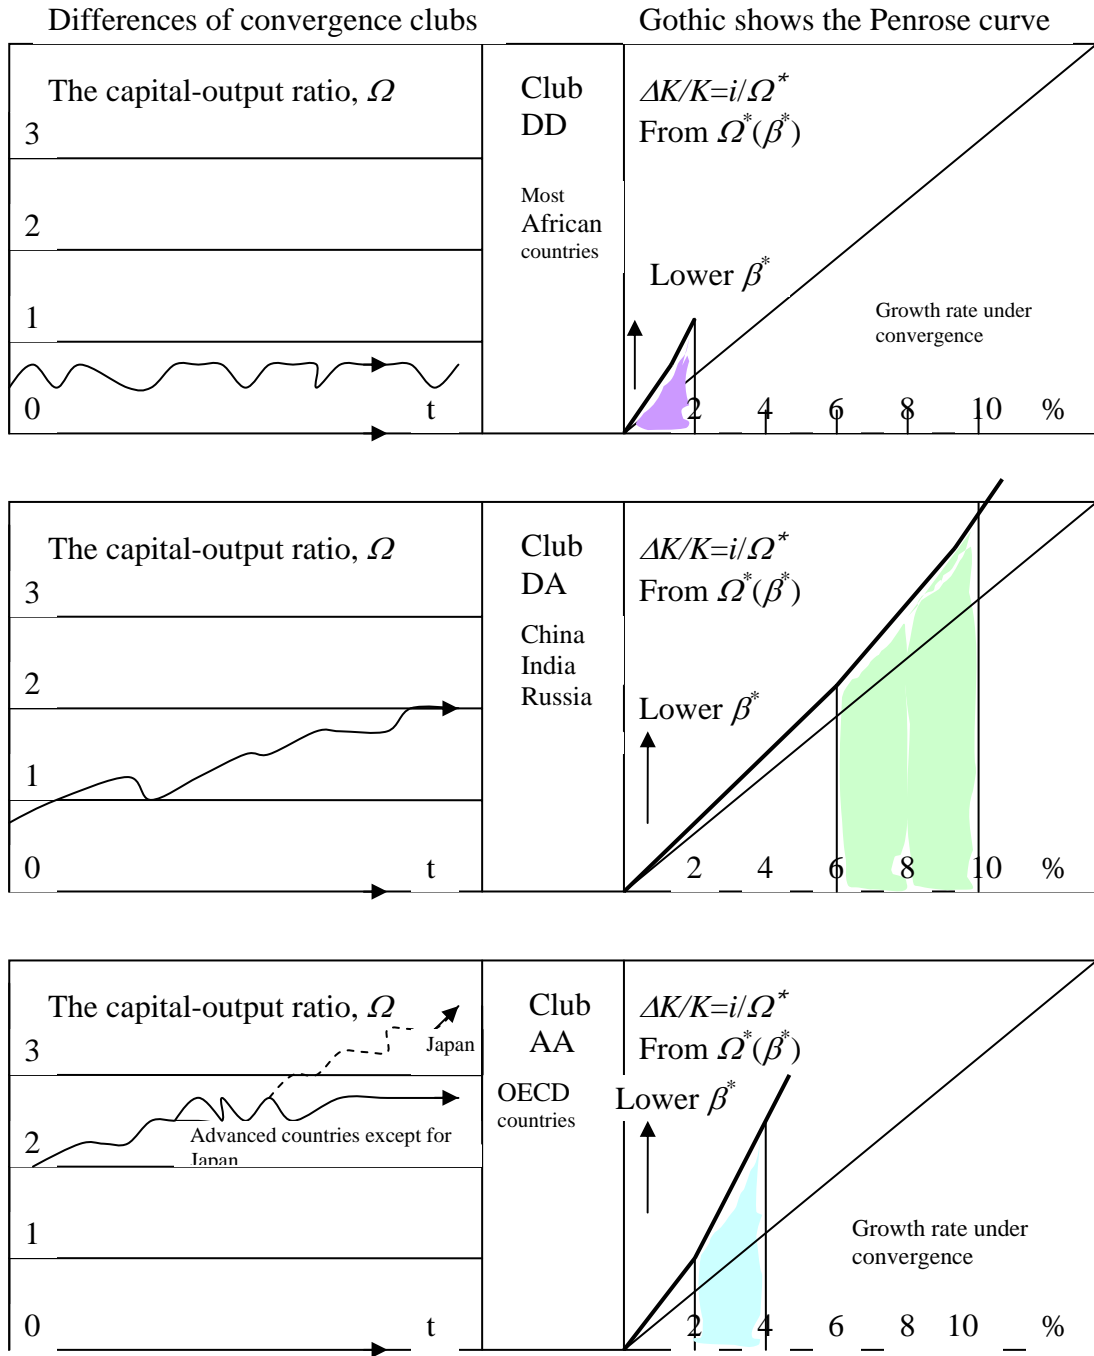 Differences of convergence clubs
Gothic shows the Penrose curve
The capital-output ratio, Ω
3
2
1
0
t
Club
DD
Most
African
countries
ΔK/K=i/Ω*
From Ω*(β*)
Lower β*
Growth rate under
convergence
2 4 6 8 10 %
The capital-output ratio, Ω
3
2
1
0
t
Club
DA
China
India
Russia
ΔK/K=i/Ω*
From Ω*(β*)
Lower β*
2 4 6 8 10 %
The capital-output ratio, Ω
3
Japan
2
Advanced countries except for
Japan
1
0
t
Club
AA
OECD
countries
ΔK/K=i/Ω*
From Ω*(β*)
Lower β*
Growth rate under
convergence
2 4 6 8 10 %